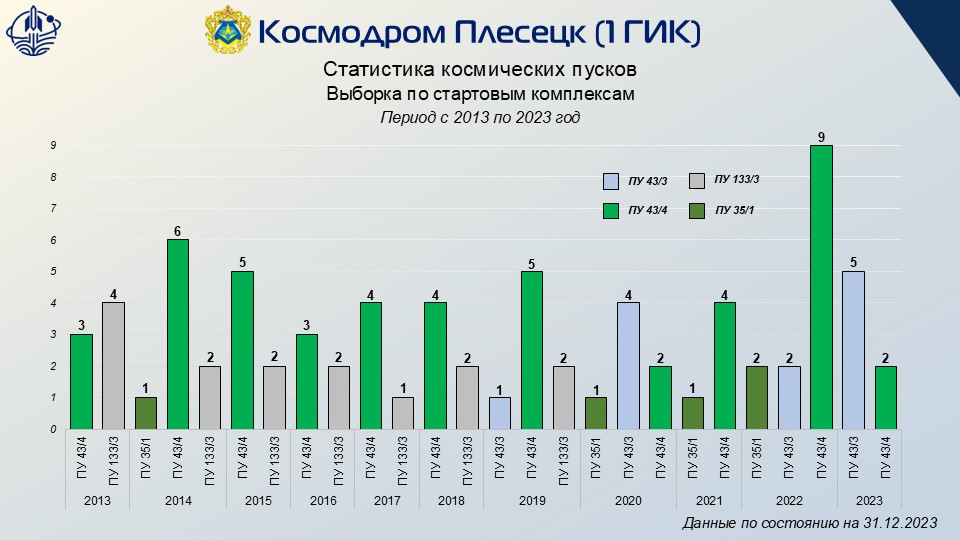 Космодром Плесецк (1 ГИК)
Статистика космических пусков
Выборка по стартовым комплексам
Период с 2013 по 2023 год
9
8
7
6
5
4
3
2
1
0
ПУ 43/3 ПУ 133/3
ПУ 43/4 ПУ 35/1
3 4 1 6 2 5 2 3 2 4 1 4 2 1 5 2 1 4 2 1 4 2 2 9 5 2
ПУ 43/4 ПУ 133/3 ПУ 35/1 ПУ 43/4 ПУ 133/3 ПУ 43/4 ПУ 133/3 ПУ 43/4 ПУ 133/3 ПУ 43/4 ПУ 133/3 ПУ 43/4 ПУ 133/3 ПУ 43/3 ПУ 43/4 ПУ 133/3 ПУ 35/1 ПУ 43/3 ПУ 43/4 ПУ 35/1 ПУ 43/4 ПУ 35/1 ПУ 43/3 ПУ 43/4 ПУ 43/3 ПУ 43/4
2013 2014 2015 2016 2017 2018 2019 2020 2021 2022 2023
Данные по состоянию на 31.12.2023